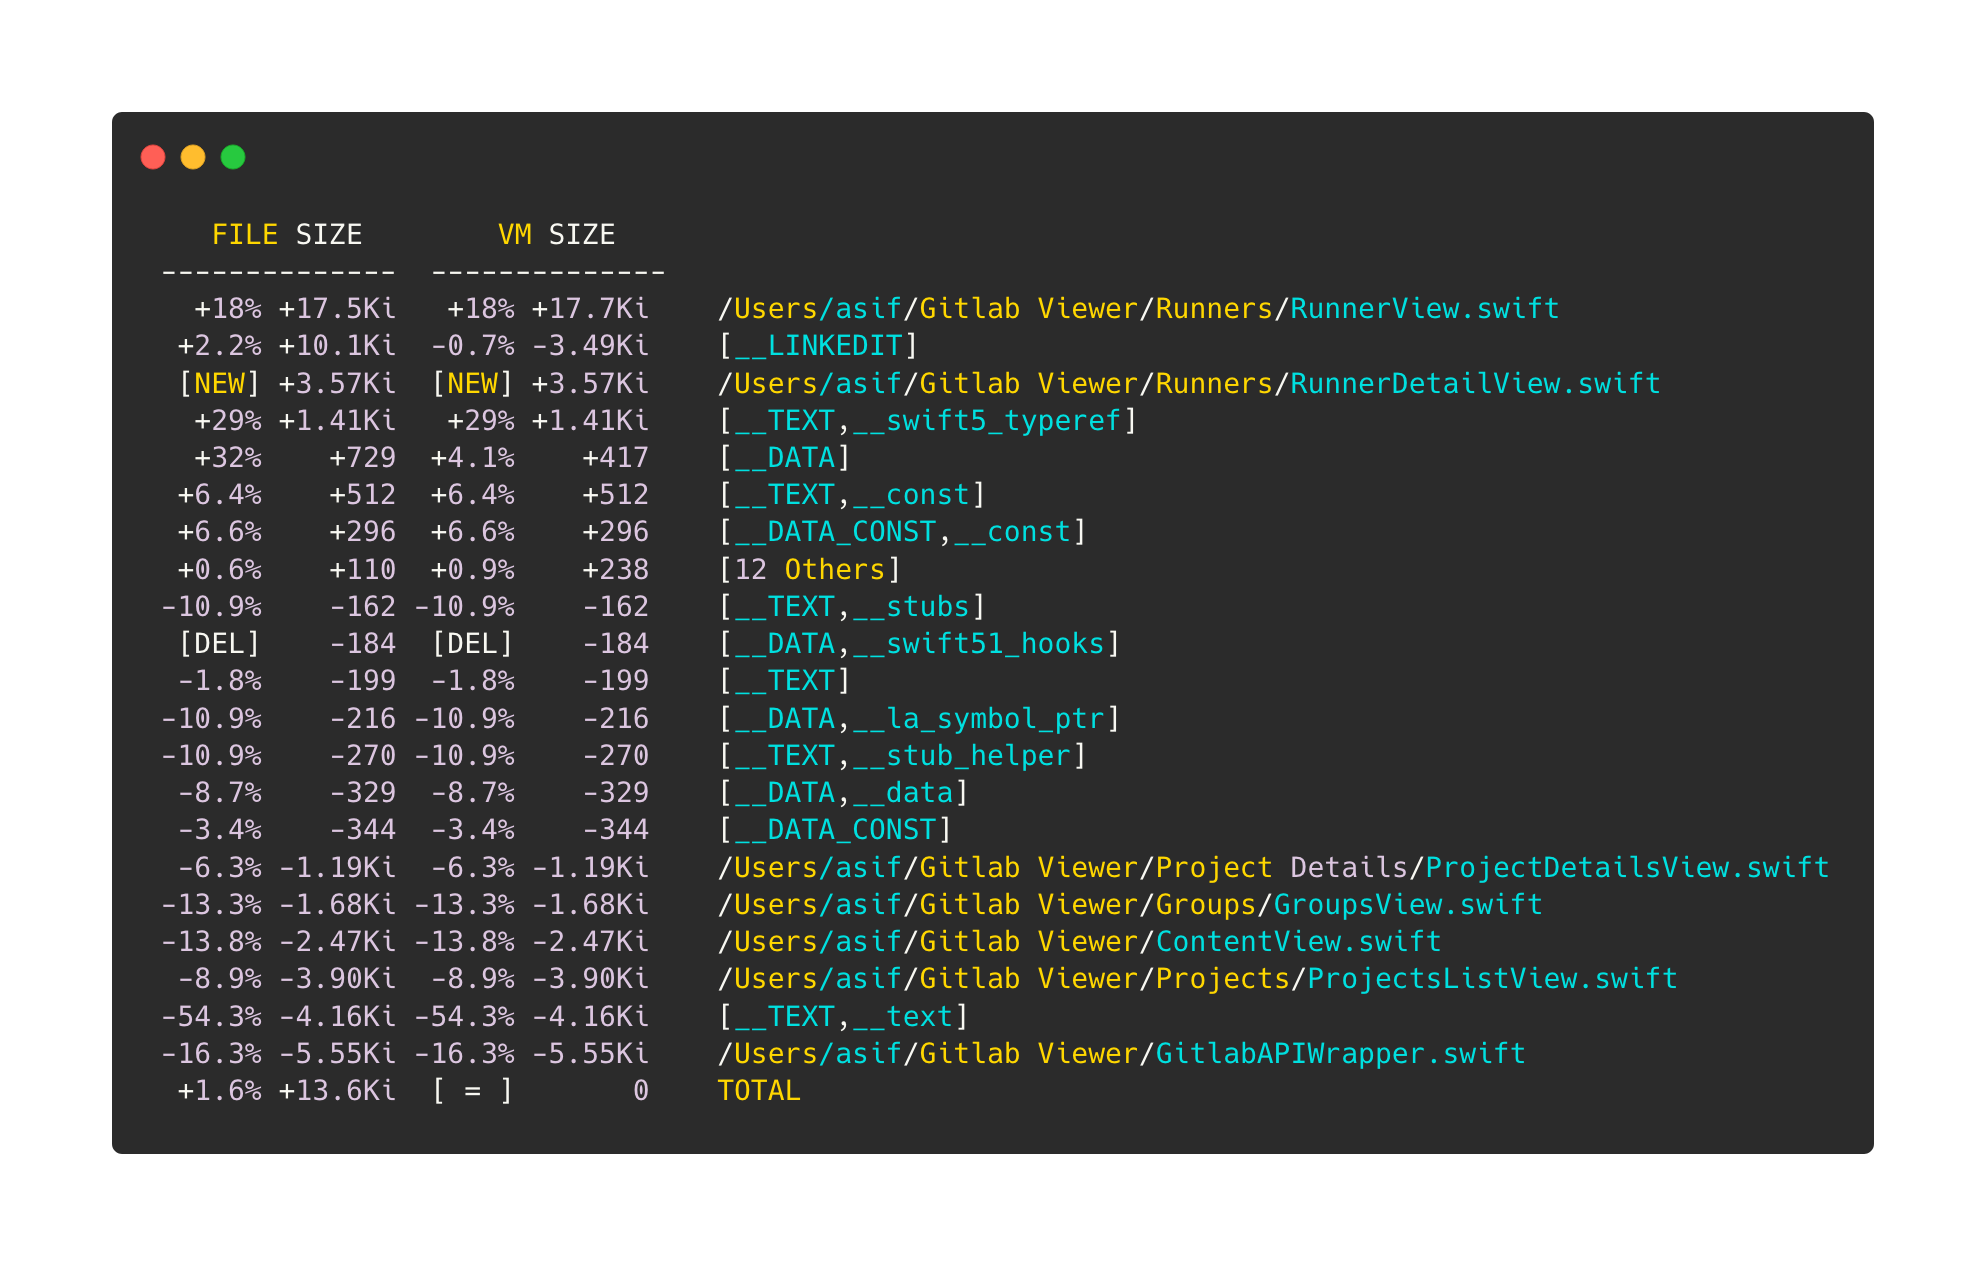 FILE SIZE        VM SIZE
--------------  --------------
+18% +17.5Ki   +18% +17.7Ki    /Users/asif/Gitlab Viewer/Runners/RunnerView.swift
+2.2% +10.1Ki  -0.7% -3.49Ki    [__LINKEDIT]
[NEW] +3.57Ki  [NEW] +3.57Ki    /Users/asif/Gitlab Viewer/Runners/RunnerDetailView.swift
+29% +1.41Ki   +29% +1.41Ki    [__TEXT,__swift5_typeref]
+32%    +729  +4.1%    +417    [__DATA]
+6.4%    +512  +6.4%    +512    [__TEXT,__const]
+6.6%    +296  +6.6%    +296    [__DATA_CONST,__const]
+0.6%    +110  +0.9%    +238    [12 Others]
-10.9%    -162 -10.9%    -162    [__TEXT,__stubs]
[DEL]    -184  [DEL]    -184    [__DATA,__swift51_hooks]
-1.8%    -199  -1.8%    -199    [__TEXT]
-10.9%    -216 -10.9%    -216    [__DATA,__la_symbol_ptr]
-10.9%    -270 -10.9%    -270    [__TEXT,__stub_helper]
-8.7%    -329  -8.7%    -329    [__DATA,__data]
-3.4%    -344  -3.4%    -344    [__DATA_CONST]
-6.3% -1.19Ki  -6.3% -1.19Ki    /Users/asif/Gitlab Viewer/Project Details/ProjectDetailsView.swift
-13.3% -1.68Ki -13.3% -1.68Ki    /Users/asif/Gitlab Viewer/Groups/GroupsView.swift
-13.8% -2.47Ki -13.8% -2.47Ki    /Users/asif/Gitlab Viewer/ContentView.swift
-8.9% -3.90Ki  -8.9% -3.90Ki    /Users/asif/Gitlab Viewer/Projects/ProjectsListView.swift
-54.3% -4.16Ki -54.3% -4.16Ki    [__TEXT,__text]
-16.3% -5.55Ki -16.3% -5.55Ki    /Users/asif/Gitlab Viewer/GitlabAPIWrapper.swift
+1.6% +13.6Ki  [ = ]       0    TOTAL